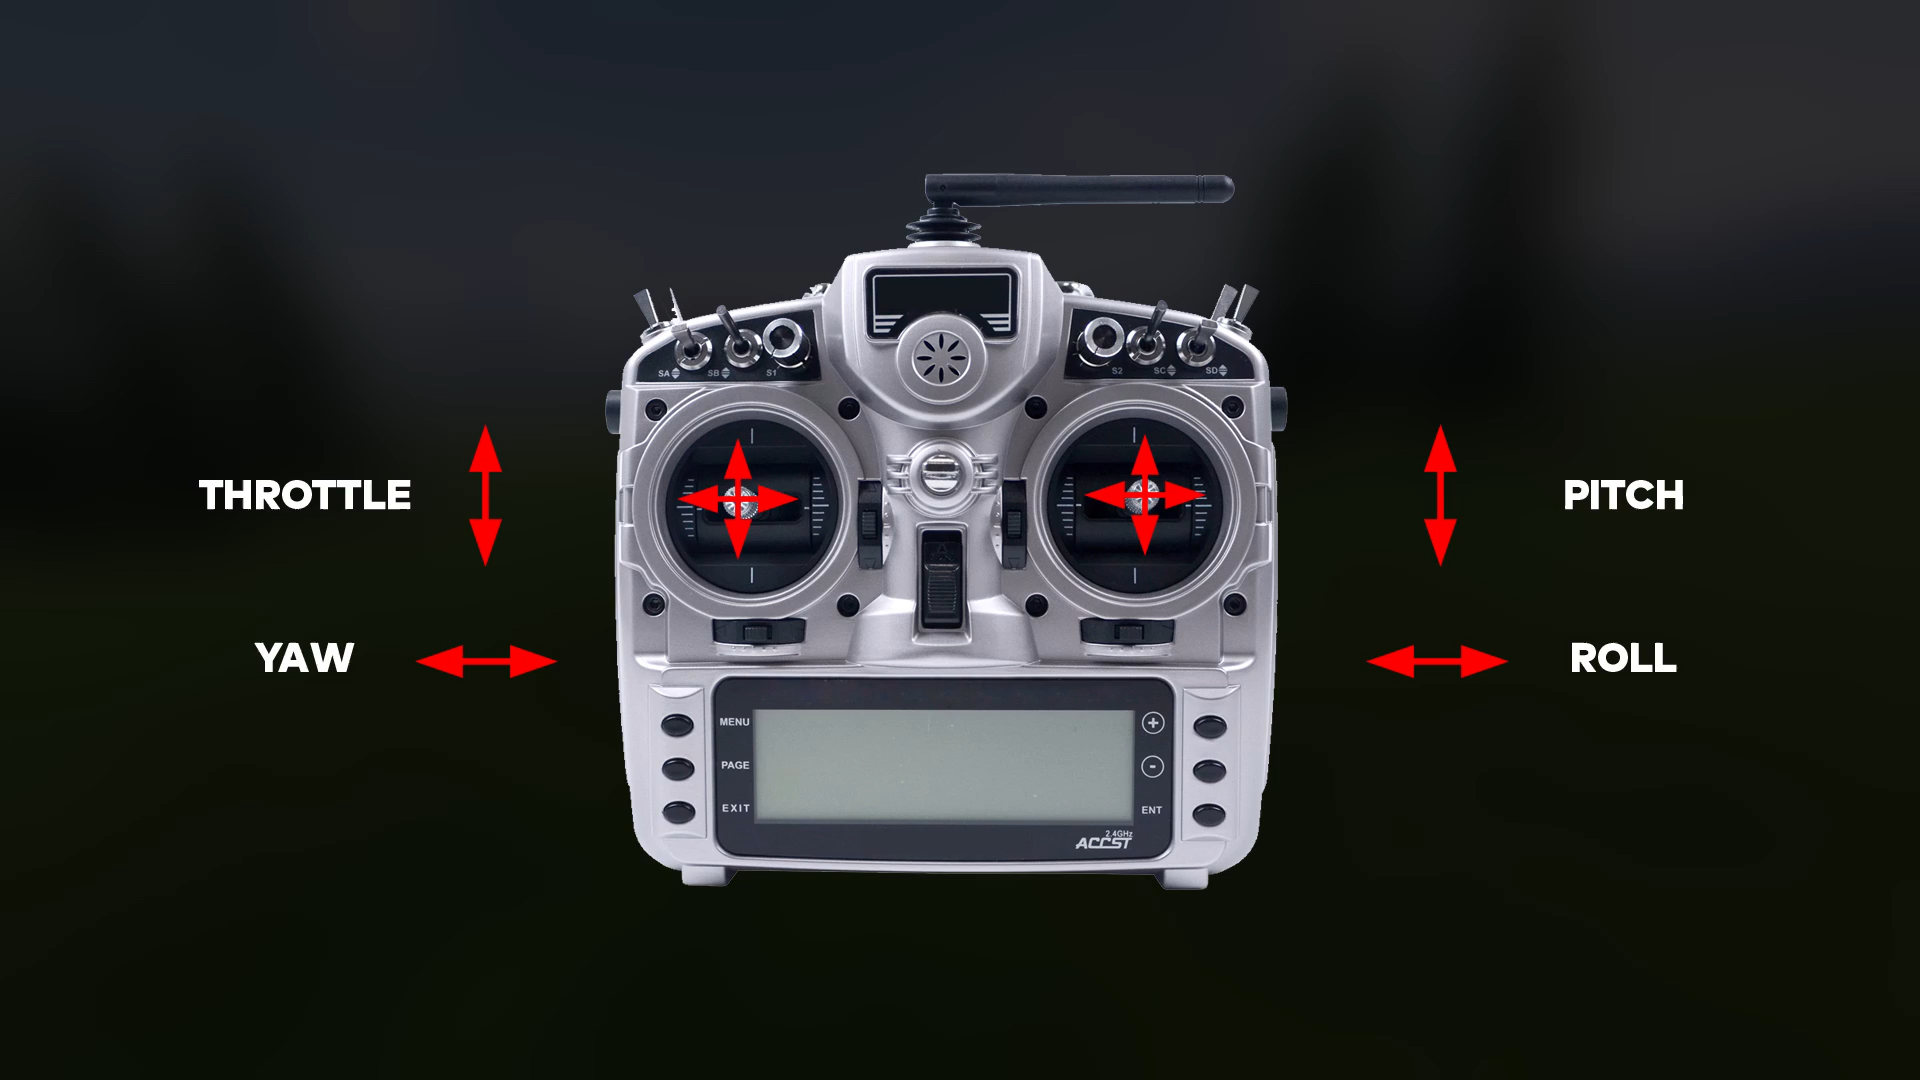 SA
SB
S1
S2
SC
SD
THROTTLE
PITCH
YAW
ROLL
MENU
PAGE
EXIT
+
-
ENT
2.4GHz
ACCST